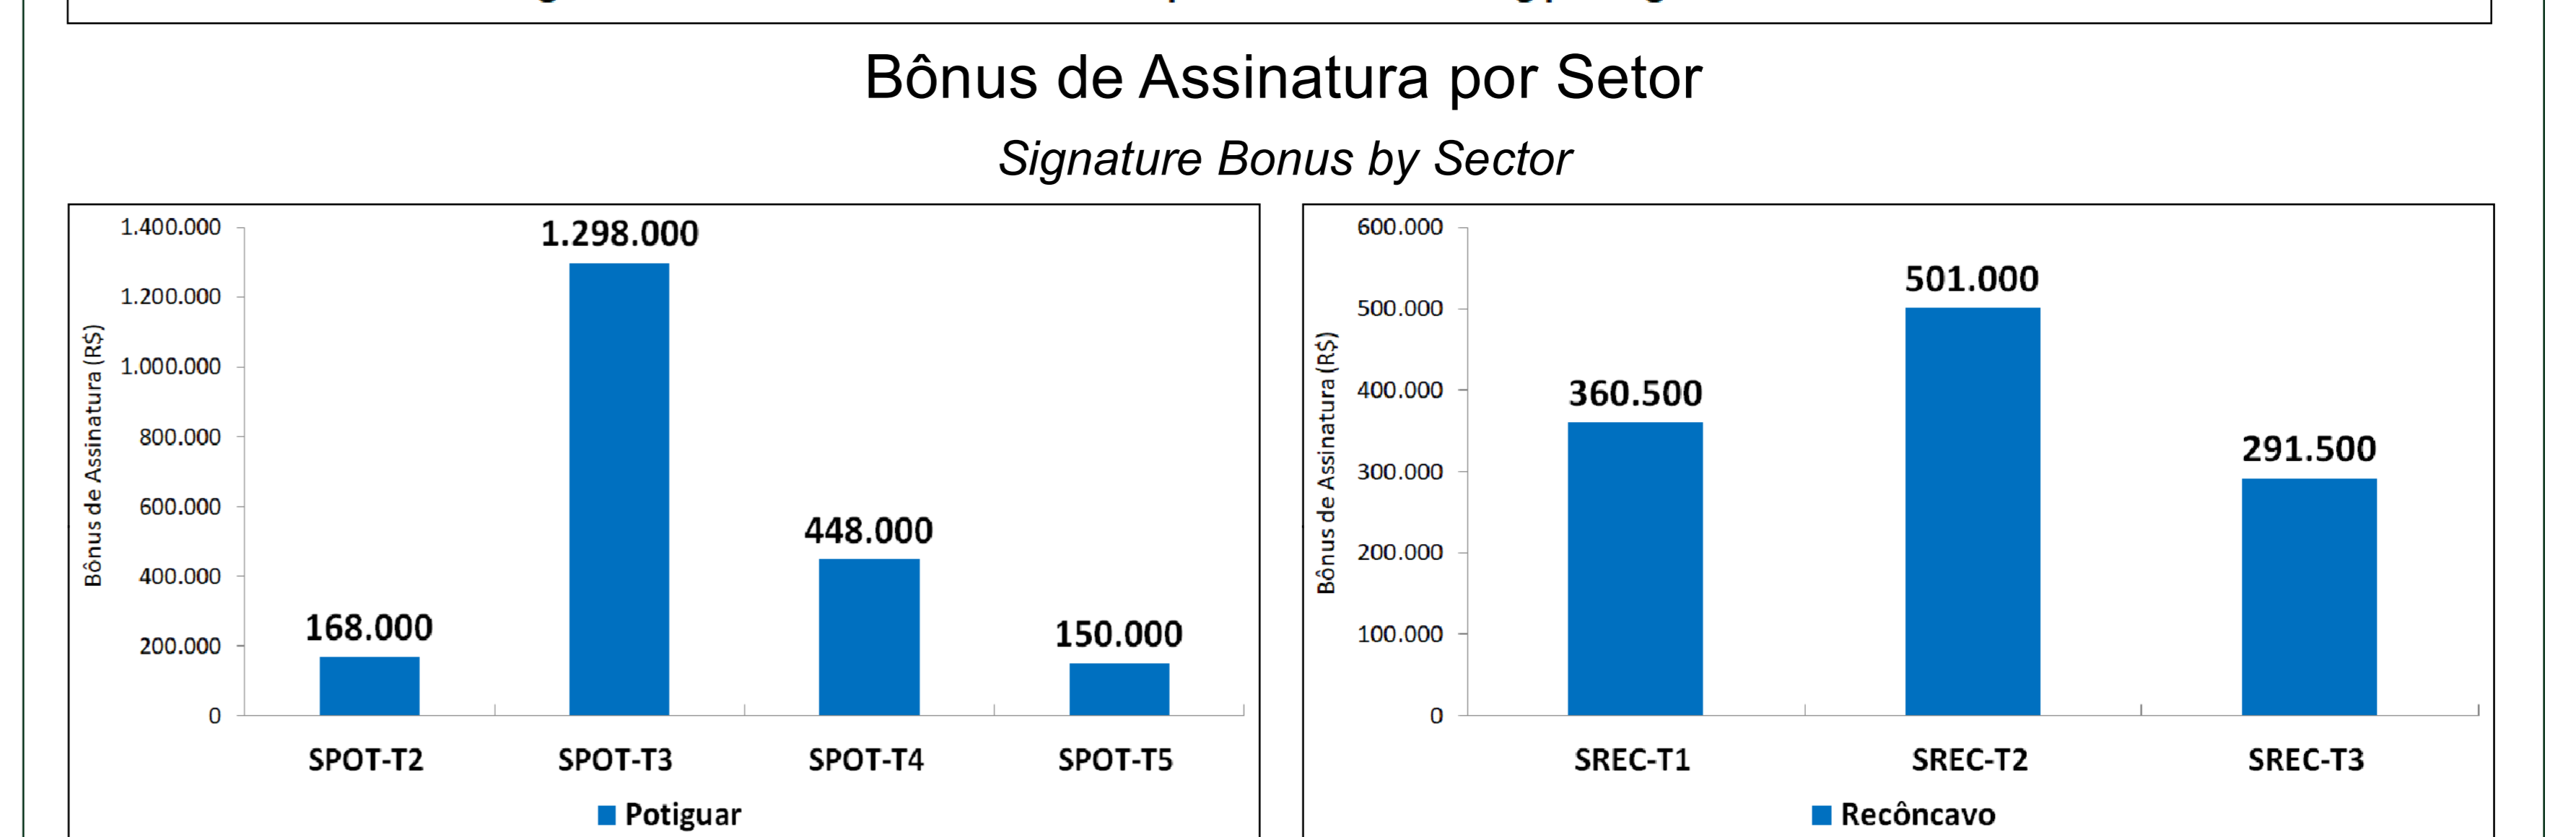 Bônus de Assinatura por Setor
Signature Bonus by Sector
Bônus de Assinatura (R$)
1.400.000
1.200.000
1.000.000
800.000
600.000
400.000
200.000
0
168.000
1.298.000
448.000
150.000
SPOT-T2 SPOT-T3 SPOT-T4 SPOT-T5
Potiguar
Bônus de Assinatura (R$)
600.000
500.000
400.000
300.000
200.000
100.000
0
360.500
501.000
291.500
SREC-T1 SREC-T2 SREC-T3
Recôncavo